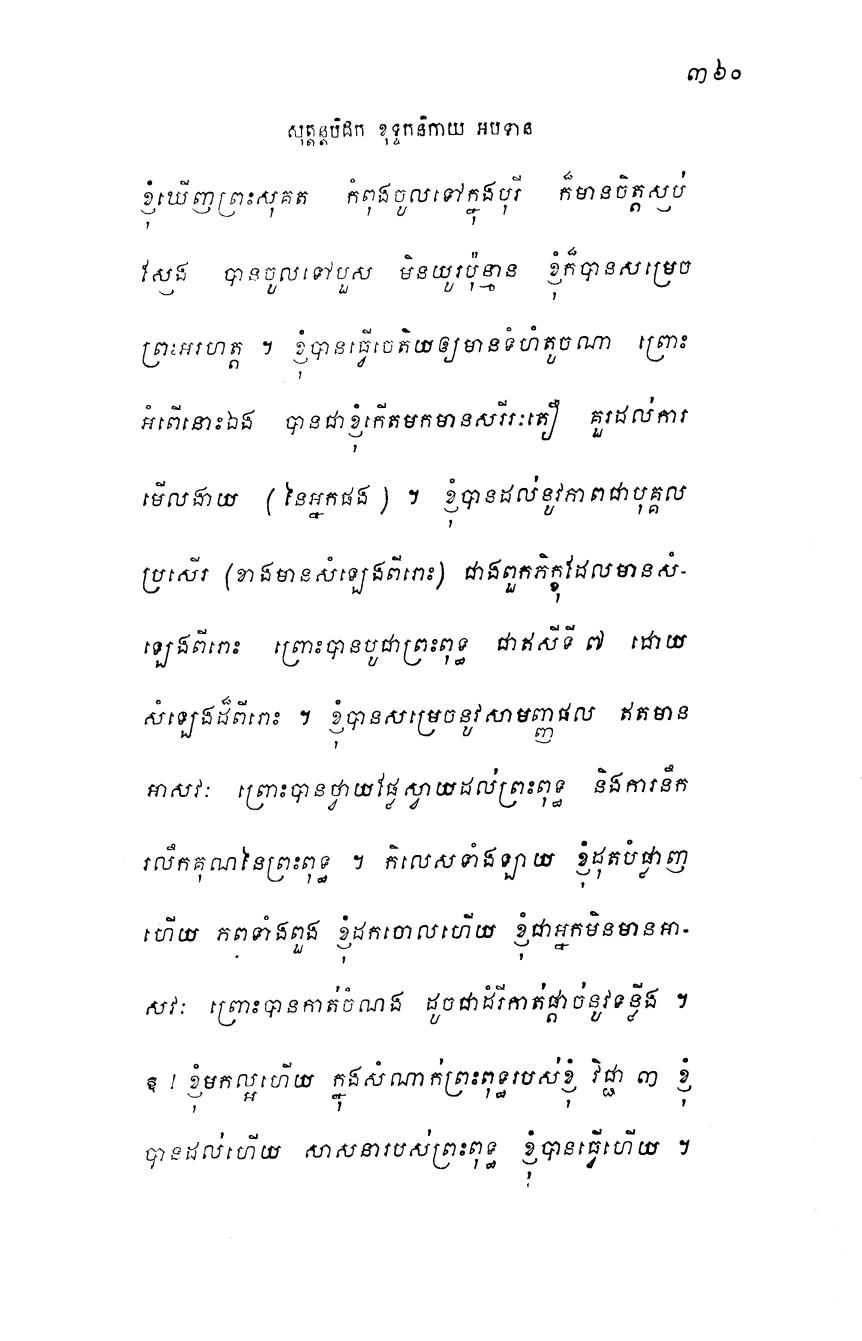 ៣៦០
សុត្តន្តបិដក ខុទ្ទកនិកាយ អបទាន
ខ្ញុំឃើញព្រះសុគត កំពុងចូលទៅក្នុងបុរី ក៏មានចិត្តស្ញប់
ស្ញែង បានចូលទៅបួស មិនយូរប៉ុន្មាន ខ្ញុំក៏បានសម្រេច
ព្រះអរហត្ត ។ ខ្ញុំបានធ្វើចេតិយឲ្យមានទំហំតូចណា ព្រោះ
អំពើនោះឯង បានជាខ្ញុំកើតមកមានសរីរៈតឿ គួរដល់ការ
មើលងាយ (នៃអ្នកផង) ។ ខ្ញុំបានដល់នូវភាពជាបុគ្គល
ប្រសើរ (ខាងមានសំឡេងពីរោះ) ជាងពួកភិក្ខុដែលមានសំ-
ឡេងពីរោះ ព្រោះបានបូជាព្រះពុទ្ធ ជាឥសីទី ៧ ដោយ
សំឡេងដ៏ពីរោះ ។ ខ្ញុំបានសម្រេចនូវសាមញ្ញផល ឥតមាន
អាសវៈ ព្រោះបានថ្វាយផ្លែស្វាយដល់ព្រះពុទ្ធ និងការនឹក
រលឹកគុណនៃព្រះពុទ្ធ ។ កិលេសទាំងឡាយ ខ្ញុំដុតបំផ្លាញ
ហើយ ភពទាំងពួង ខ្ញុំដកចោលហើយ ខ្ញុំជាអ្នកមិនមានអា-
សវៈ ព្រោះបានកាត់ចំណង ដូចជាដំរីកាត់ផ្តាច់នូវទន្លីង ។
ឱ ! ខ្ញុំមកល្អហើយ ក្នុងសំណាក់ព្រះពុទ្ធរបស់ខ្ញុំ វិជ្ជា ៣ ខ្ញុំ
បានដល់ហើយ សាសនារបស់ព្រះពុទ្ធ ខ្ញុំបានធ្វើហើយ ។